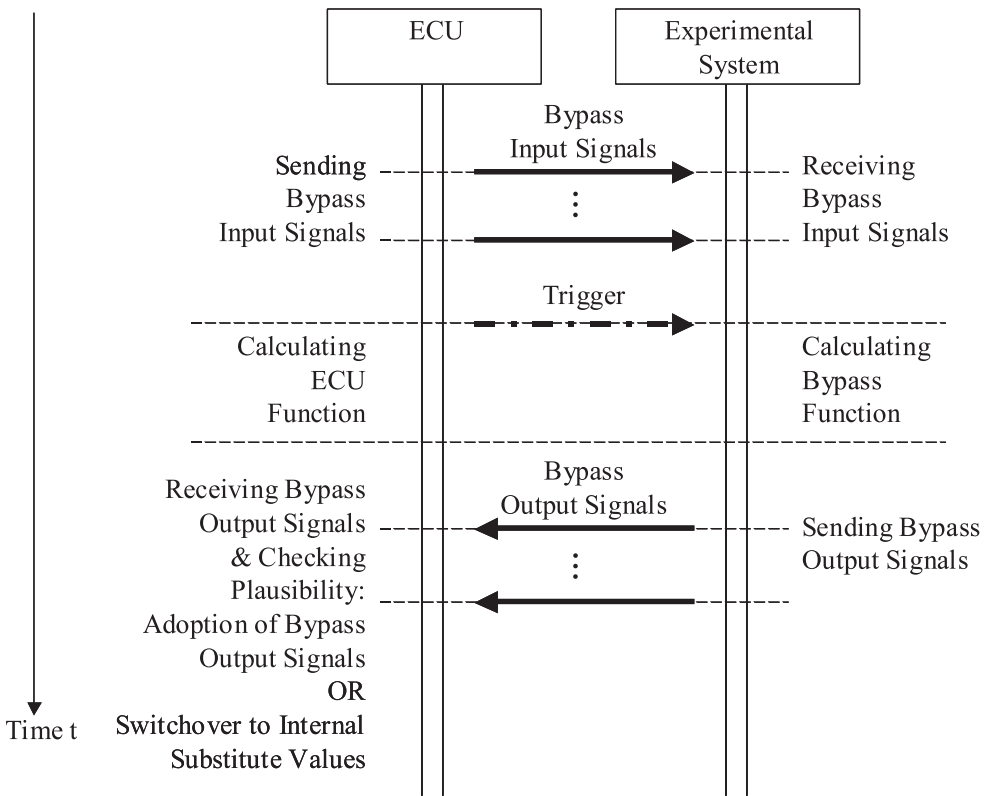 ECU
Experimental
System
Bypass
Input Signals
Sending
Bypass
Input Signals
Receiving
Bypass
Input Signals
Trigger
Calculating
ECU
Function
Calculating
Bypass
Function
Bypass
Output Signals
Receiving Bypass
Output Signals
& Checking
Plausibility:
Adoption of Bypass
Output Signals
OR
Switchover to Internal
Substitute Values
Sending Bypass
Output Signals
Time t